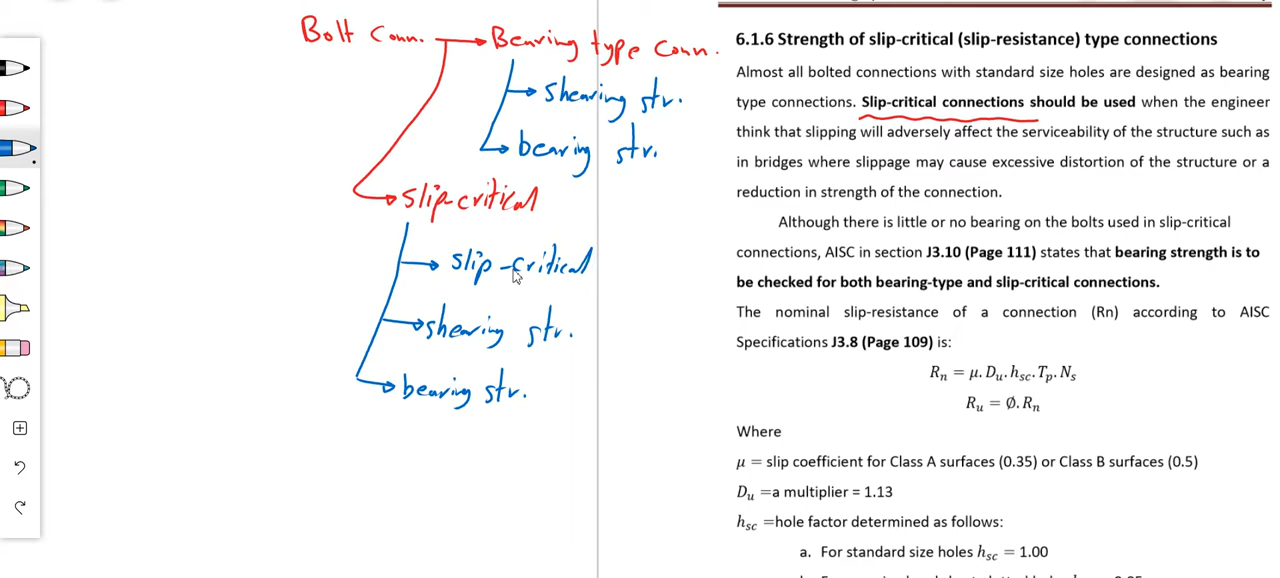 Bolt Conn. Bearing type Conn.
shearing str.
bearing str.
slip-critical
slip-critical
shearing str.
bearing str.
6.1.6 Strength of slip-critical (slip-resistance) type connections
Almost all bolted connections with standard size holes are designed as bearing
type connections. Slip-critical connections should be used when the engineer
think that slipping will adversely affect the serviceability of the structure such as
in bridges where slippage may cause excessive distortion of the structure or a
reduction in strength of the connection.
Although there is little or no bearing on the bolts used in slip-critical
connections, AISC in section J3.10 (Page 111) states that bearing strength is to
be checked for both bearing-type and slip-critical connections.
The nominal slip-resistance of a connection (Rn) according to AISC
Specifications J3.8 (Page 109) is:
Rₙ = μ. Dᵤ. h_sc. Tₚ. Nₛ
Rᵤ = Ø. Rₙ
Where
μ = slip coefficient for Class A surfaces (0.35) or Class B surfaces (0.5)
Dᵤ =a multiplier = 1.13
h_sc =hole factor determined as follows:
a. For standard size holes h_sc = 1.00